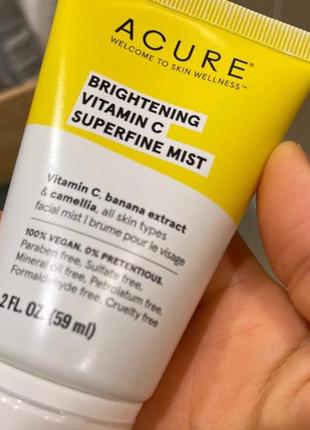 ACURE®
WELCOME TO SKIN WELLNESS™
BRIGHTENING
VITAMIN C
SUPERFINE MIST
Vitamin C, banana extract
& camellia, all skin types
facial mist | brume pour le visage
100% VEGAN. 0% PRETENTIOUS.
Paraben free, Sulfate free,
Mineral oil free, Petrolatum free,
Formaldehyde free, Cruelty free
2 FL. OZ. (59 ml)